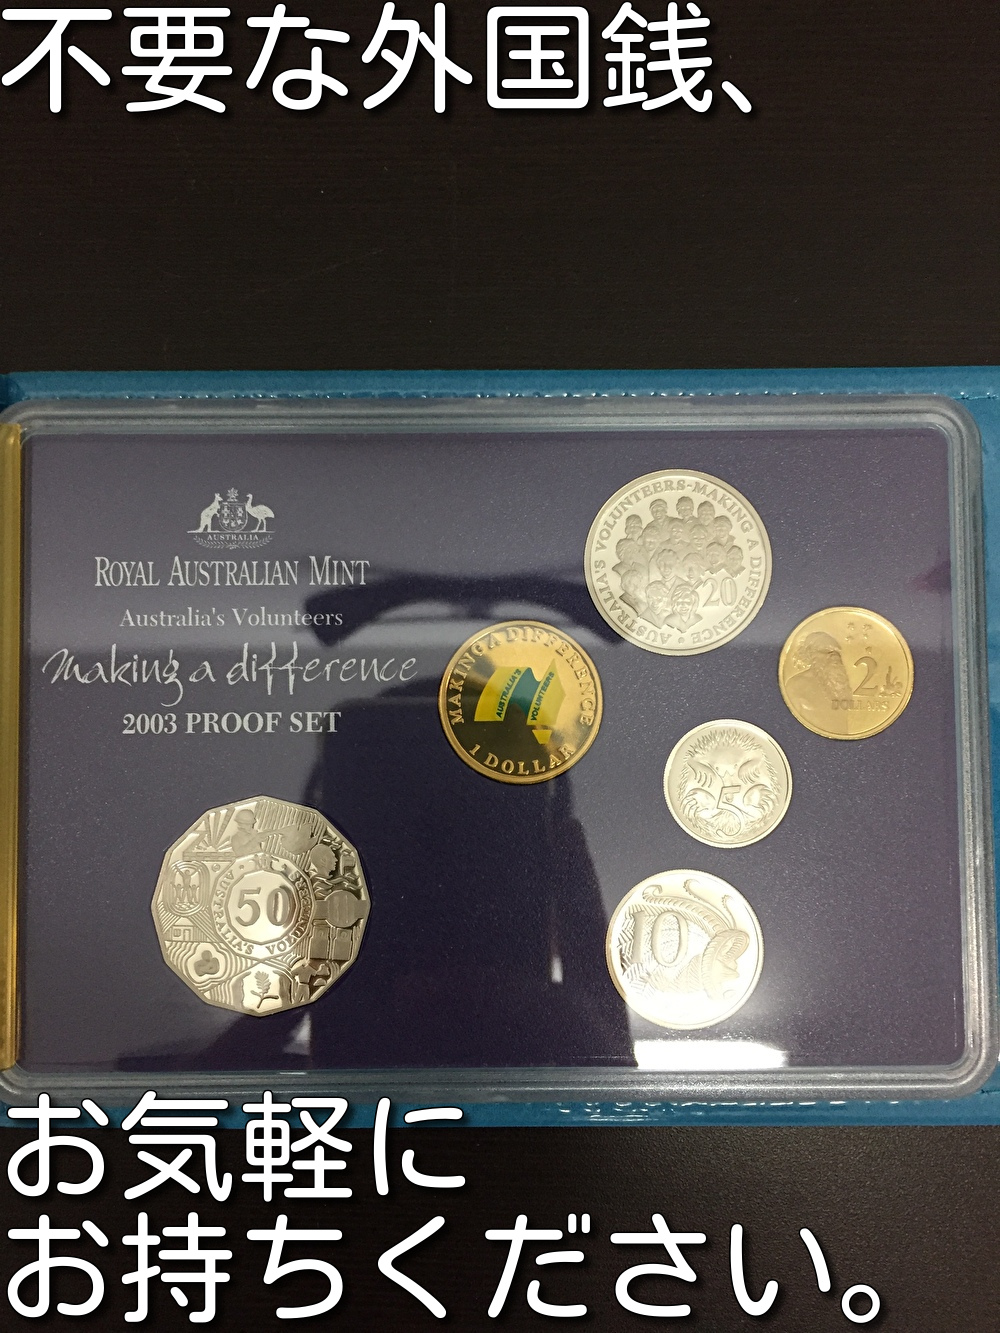 不要な外国銭、
AUSTRALIA
ROYAL AUSTRALIAN MINT
Australia's Volunteers
Making a difference
2003 PROOF SET
AUSTRALIA'S VOLUNTEERS-MAKING A DIFFERENCE
20
MAKING A DIFFERENCE
AUSTRALIA'S
VOLUNTEERS
1 DOLLAR
2
DOLLARS
5
50
AUSTRALIA'S VOLUNTEERS
10
お気軽に
お持ちください。